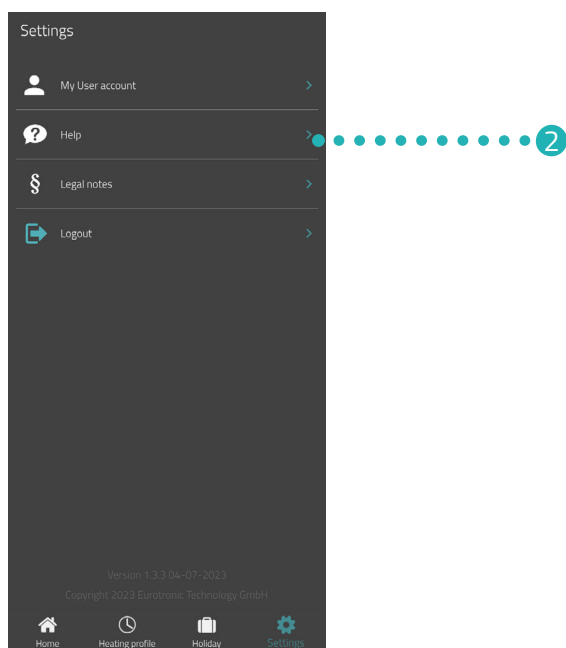 Settings
My User account
Help
2
§ Legal notes
Logout
Version 1.3.3 04-07-2023
Copyright 2023 Eurotronic Technology GmbH
Home Heating profile Holiday Settings